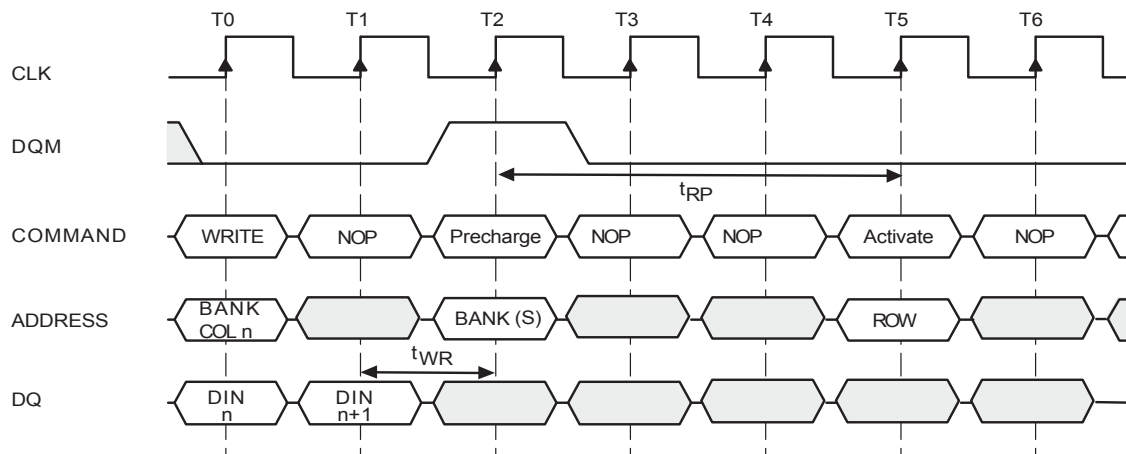 T0 T1 T2 T3 T4 T5 T6
CLK
DQM
tRP
COMMAND WRITE NOP Precharge NOP NOP Activate NOP
ADDRESS BANK COL n BANK (S) ROW
tWR
DQ DIN n DIN n+1